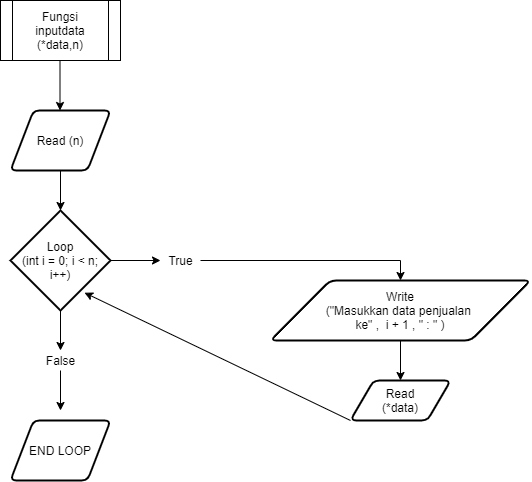 Fungsi
inputdata
(*data,n)
Read (n)
Loop
(int i = 0; i < n;
i++)
True
Write
("Masukkan data penjualan
ke" , i + 1 , " : " )
Read
(*data)
False
END LOOP